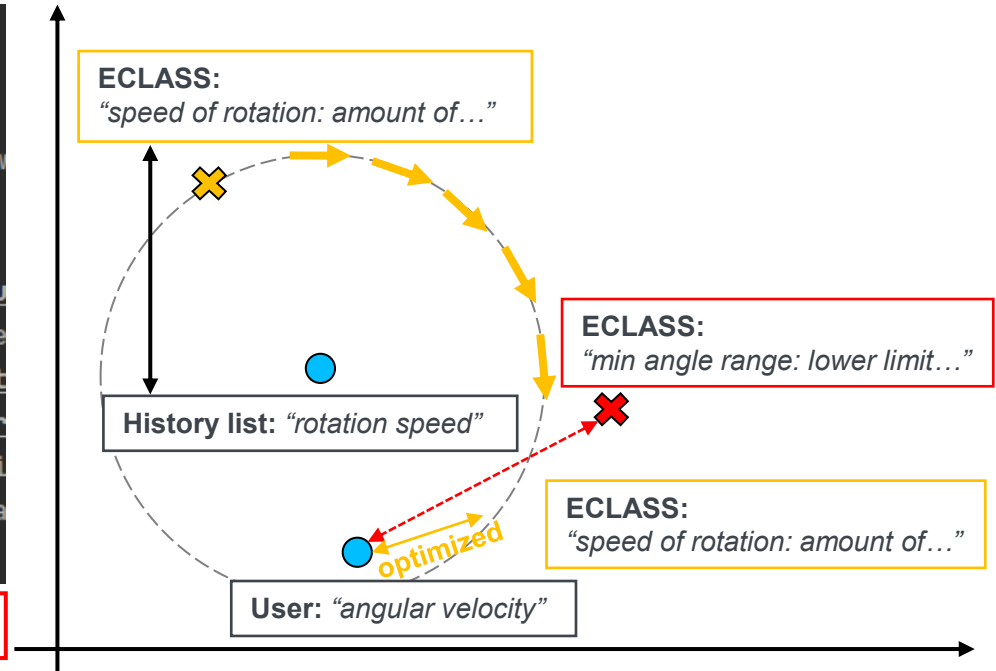 ECLASS:
“speed of rotation: amount of…”
ECLASS:
“min angle range: lower limit…”
History list: “rotation speed”
ECLASS:
“speed of rotation: amount of…”
optimized
User: “angular velocity”